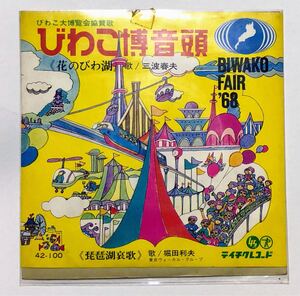 びわこ大博覧会協賛歌
びわこ博音頭
《花のびわ湖》歌/三波春夫
BIWAKO
FAIR
'68
《琵琶湖哀歌》 歌/堀田利夫
東京ヴォーカル・グループ
42-100
テイチクレコード